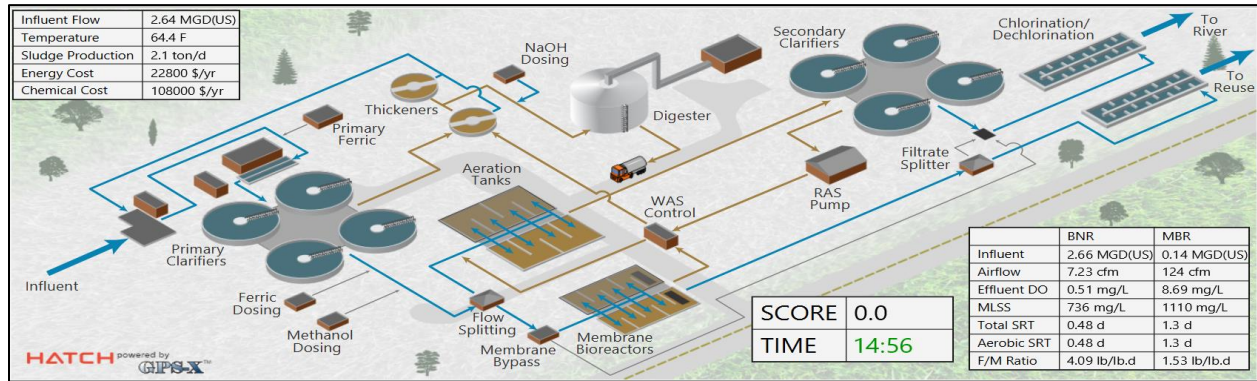 Influent Flow 2.64 MGD(US)
Temperature 64.4 F
Sludge Production 2.1 ton/d
Energy Cost 22800 $/yr
Chemical Cost 108000 $/yr
NaOH
Dosing
Thickeners
Primary
Ferric
Digester
Secondary
Clarifiers
Chlorination/
Dechlorination
To
River
To
Reuse
Filtrate
Splitter
Aeration
Tanks
WAS
Control
RAS
Pump
Primary
Clarifiers
Influent
Ferric
Dosing
Methanol
Dosing
Flow
Splitting
Membrane
Bypass
Membrane
Bioreactors
SCORE 0.0
TIME 14:56
BNR MBR
Influent 2.66 MGD(US) 0.14 MGD(US)
Airflow 7.23 cfm 124 cfm
Effluent DO 0.51 mg/L 8.69 mg/L
MLSS 736 mg/L 1110 mg/L
Total SRT 0.48 d 1.3 d
Aerobic SRT 0.48 d 1.3 d
F/M Ratio 4.09 lb/lb.d 1.53 lb/lb.d
HATCH powered by GPS-X™